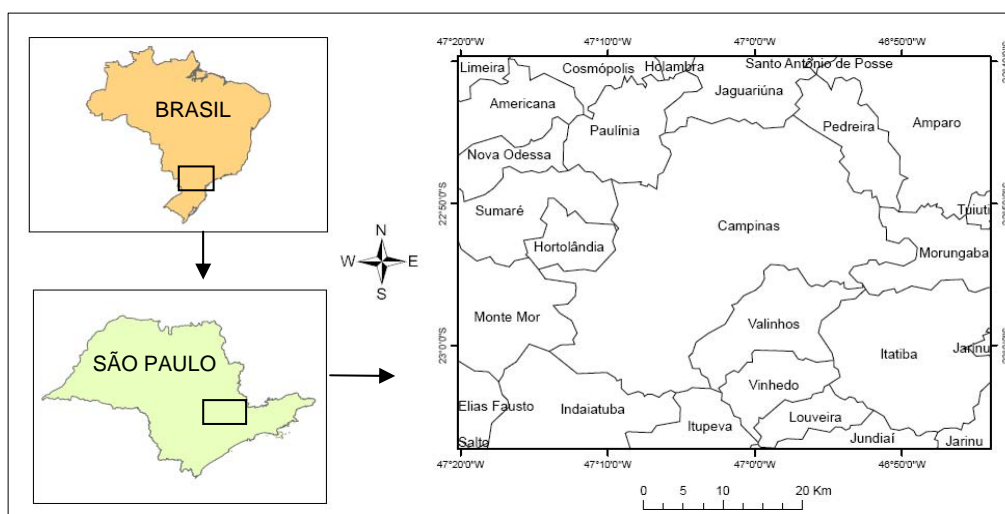 BRASIL
SÃO PAULO
N
W E
S
47°20'0"W 47°10'0"W 47°0'0"W 46°50'0"W
Limeira Cosmópolis Holambra Santo Antônio de Posse
Americana Jaguariúna
Paulínia Pedreira Amparo
Nova Odessa
22°50'0"S
Sumaré Tuiuti
Campinas
Hortolândia Morungaba
Monte Mor Valinhos
23°0'0"S Itatiba Jarinu
Vinhedo
Elias Fausto Indaiatuba Louveira
Itupeva
Salto Jundiaí Jarinu
47°20'0"W 47°10'0"W 47°0'0"W 46°50'0"W
0 5 10 20 Km